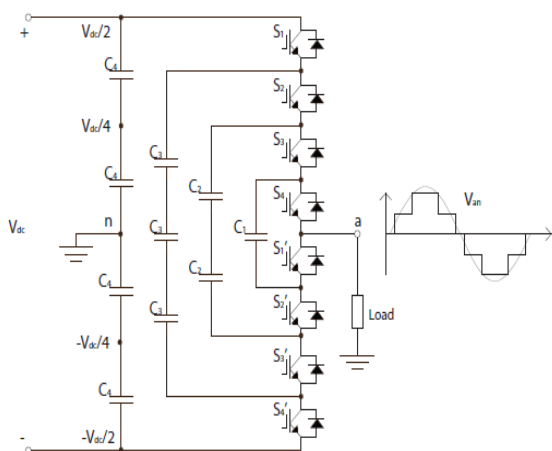 +
Vdc/2
C4
Vdc/4
C4
Vdc
n
C4
-Vdc/4
C4
-
-Vdc/2
C3
C3
C3
C2
C2
C1
S1
S2
S3
S4
S1'
S2'
S3'
S4'
a
Load
Van